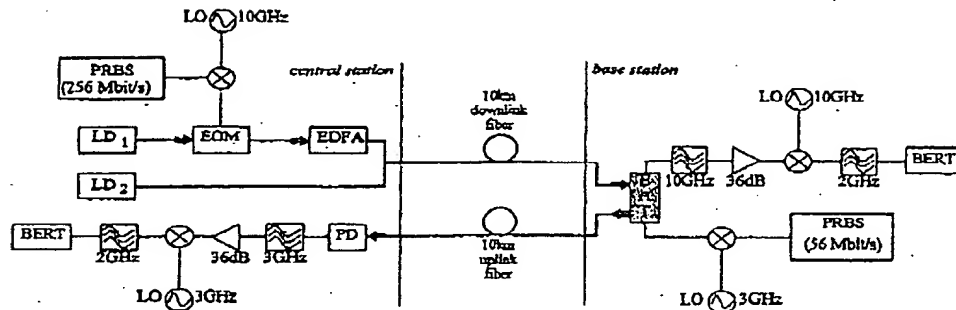 LO 10GHz
PRBS
(256 Mbit/s)
central station
base station
LD 1
EOM
EDFA
LD 2
10km
downlink
fiber
LO 10GHz
10GHz
36dB
2GHz
BERT
BERT
2GHz
36dB
3GHz
PD
10km
uplink
fiber
PRBS
(56 Mbit/s)
LO 3GHz
LO 3GHz